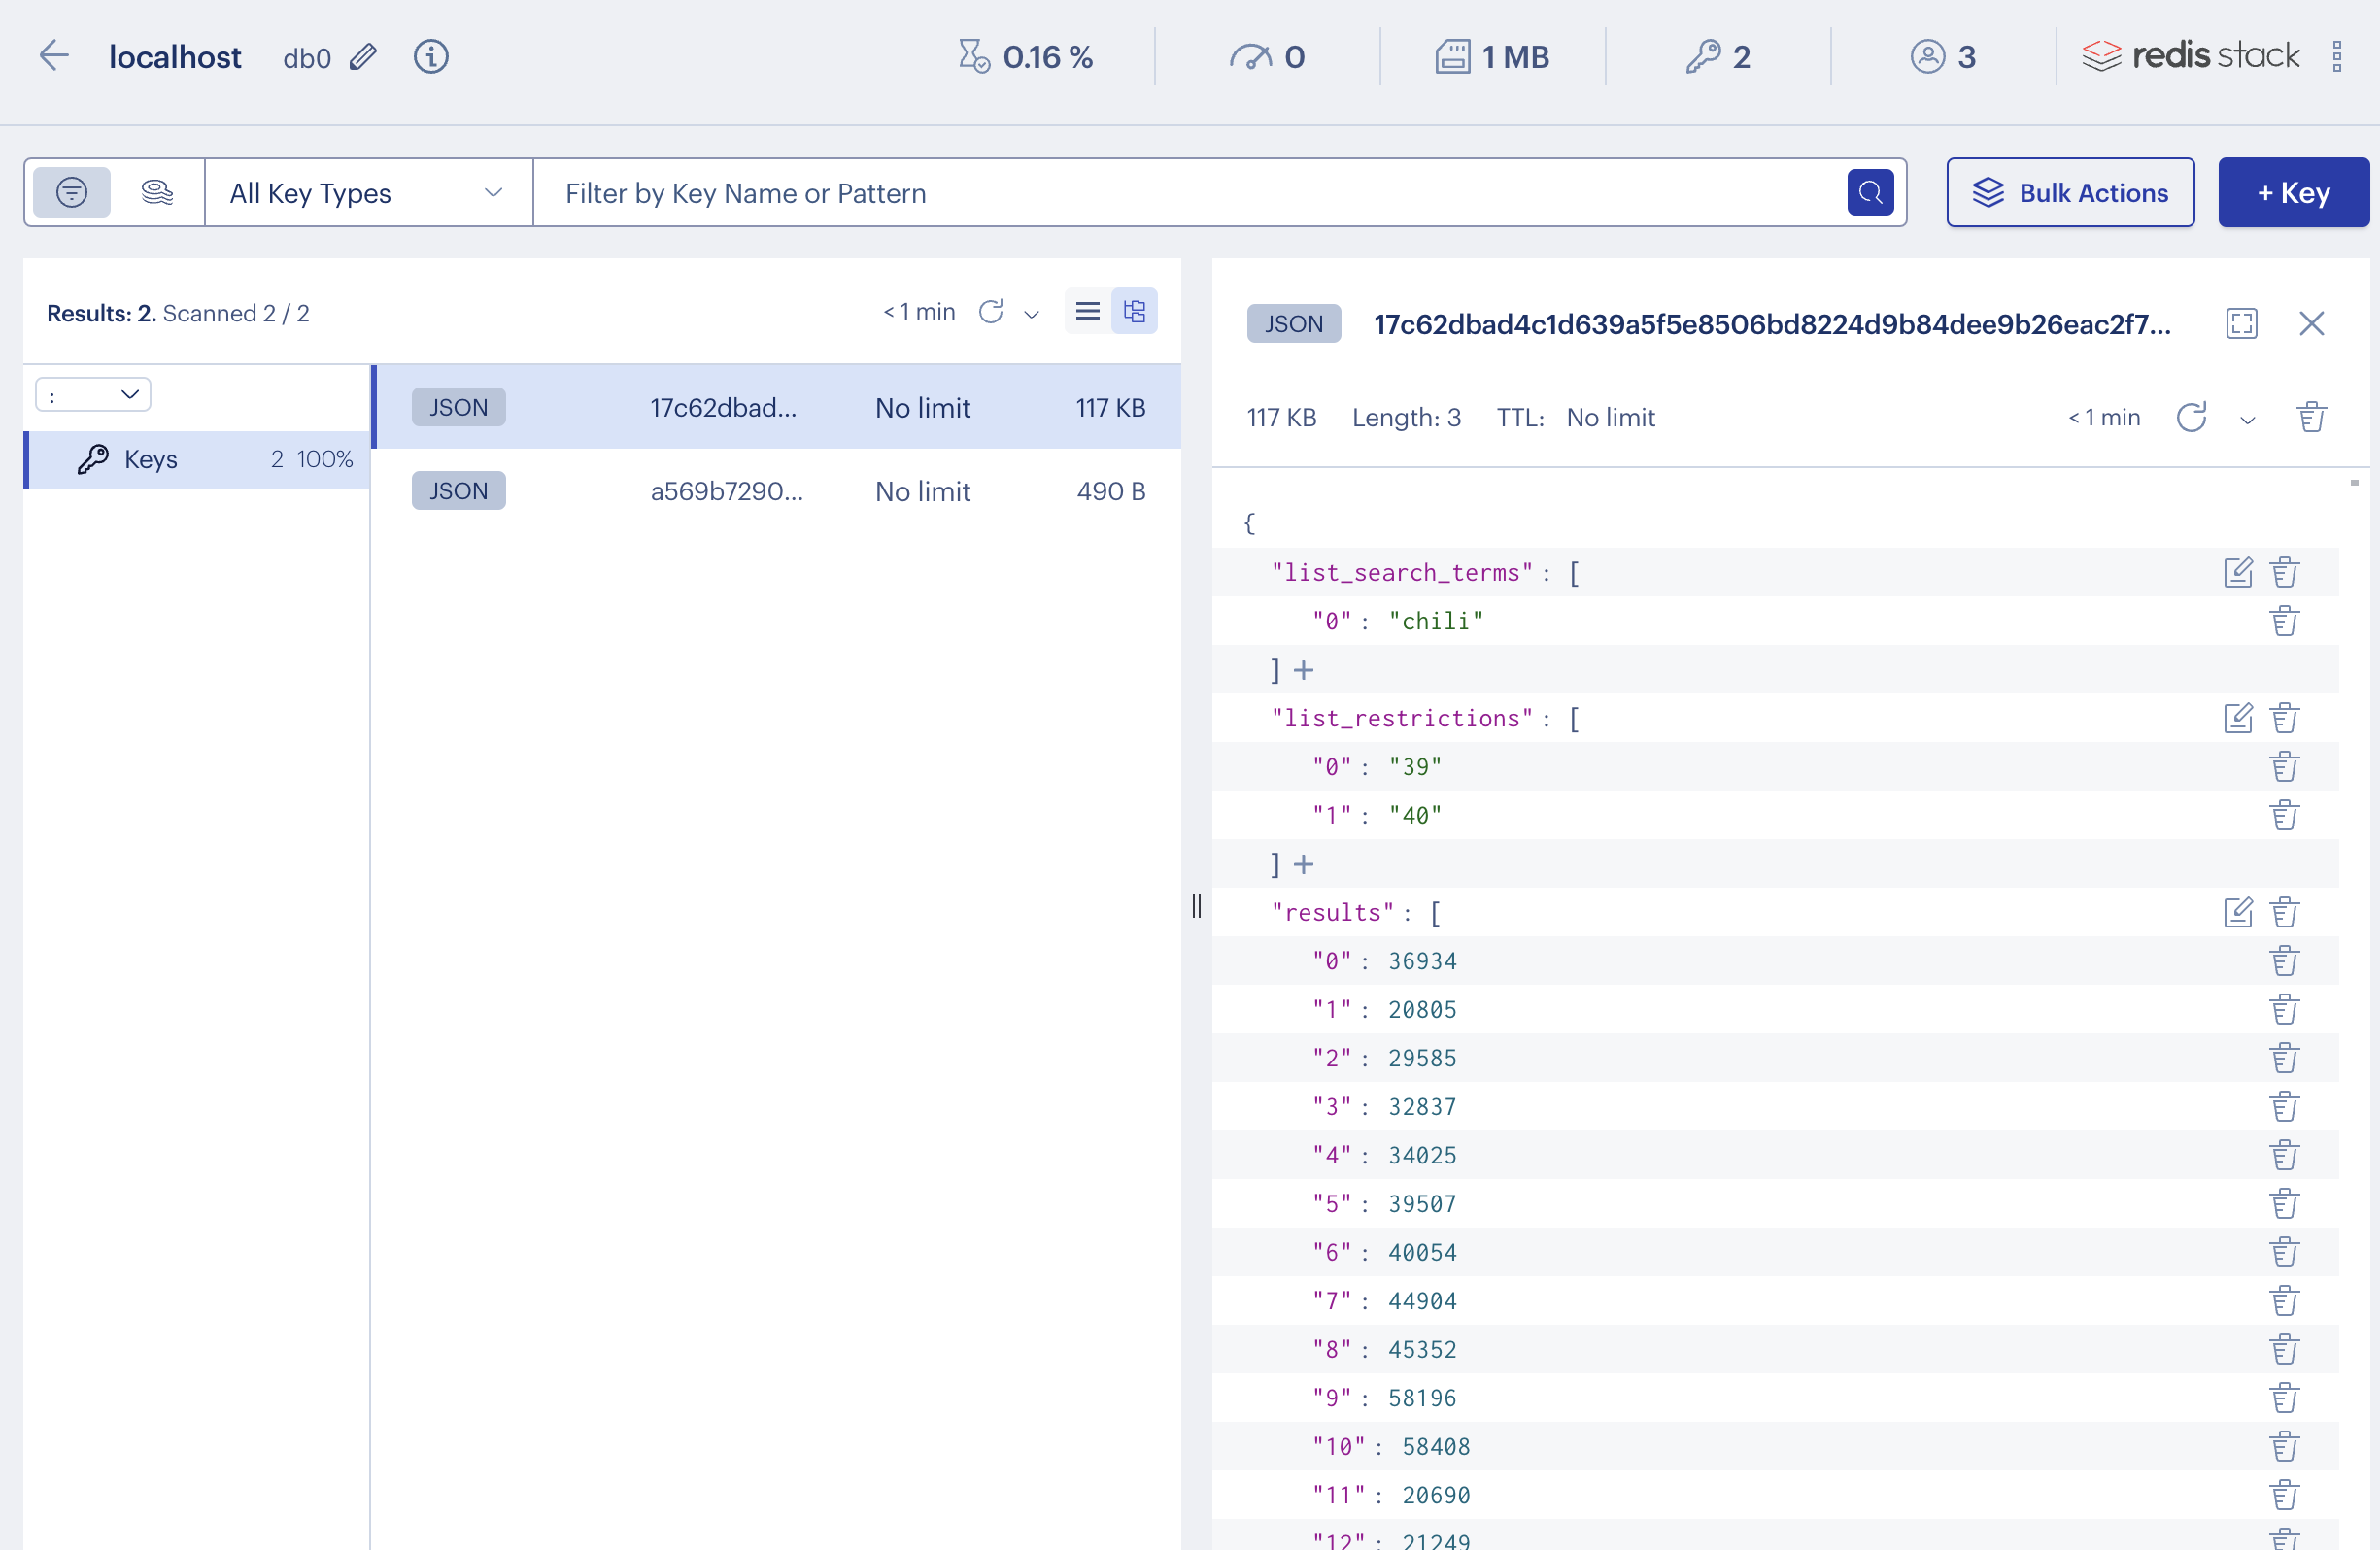 localhost db0 0.16 % 0 1 MB 2 3 redis stack
All Key Types Filter by Key Name or Pattern Bulk Actions + Key
Results: 2. Scanned 2 / 2 < 1 min
:
Keys 2 100%
JSON 17c62dbad... No limit 117 KB
JSON a569b7290... No limit 490 B
JSON 17c62dbad4c1d639a5f5e8506bd8224d9b84dee9b26eac2f7...
117 KB Length: 3 TTL: No limit < 1 min
{
"list_search_terms" : [
"0" : "chili"
] +
"list_restrictions" : [
"0" : "39"
"1" : "40"
] +
"results" : [
"0" : 36934
"1" : 20805
"2" : 29585
"3" : 32837
"4" : 34025
"5" : 39507
"6" : 40054
"7" : 44904
"8" : 45352
"9" : 58196
"10" : 58408
"11" : 20690
"12" : 21249